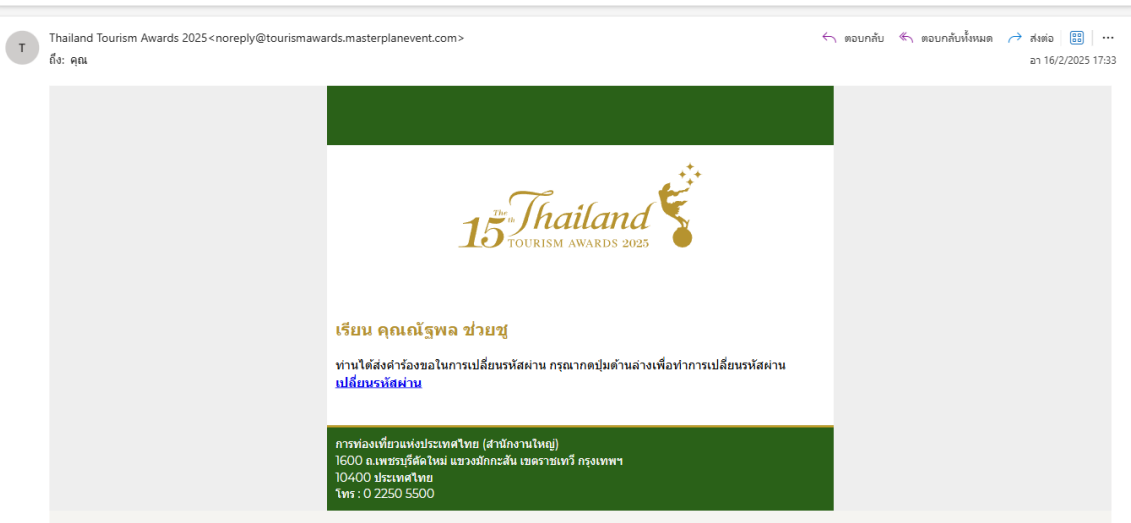 T
Thailand Tourism Awards 2025<noreply@tourismawards.masterplanevent.com>
ตอบกลับ ตอบกลับทั้งหมด ส่งต่อ
ถึง: คุณ
อา 16/2/2025 17:33
The 15th Thailand
TOURISM AWARDS 2025
เรียน คุณณัฐพล ช่วยชู
ท่านได้ส่งคำร้องขอในการเปลี่ยนรหัสผ่าน กรุณากดปุ่มด้านล่างเพื่อทำการเปลี่ยนรหัสผ่าน
เปลี่ยนรหัสผ่าน
การท่องเที่ยวแห่งประเทศไทย (สำนักงานใหญ่)
1600 ถ.เพชรบุรีตัดใหม่ แขวงมักกะสัน เขตราชเทวี กรุงเทพฯ
10400 ประเทศไทย
โทร : 0 2250 5500